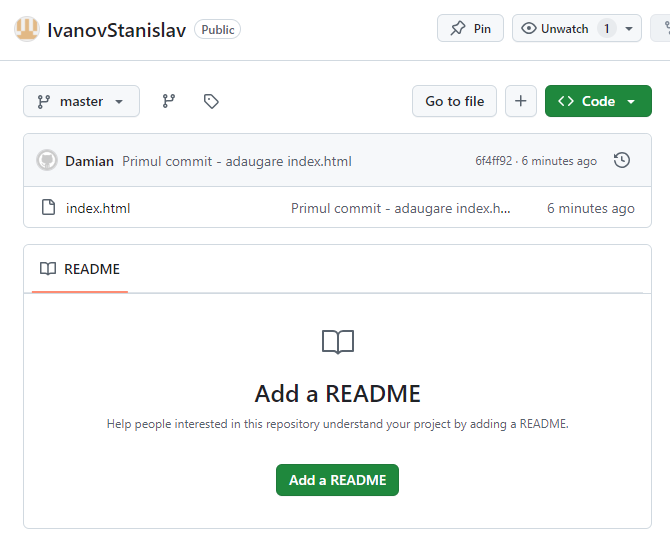 IvanovStanislav Public Pin Unwatch 1
master Go to file + Code
Damian Primul commit - adaugare index.html 6f4ff92 · 6 minutes ago
index.html Primul commit - adaugare index.h... 6 minutes ago
README
Add a README
Help people interested in this repository understand your project by adding a README.
Add a README